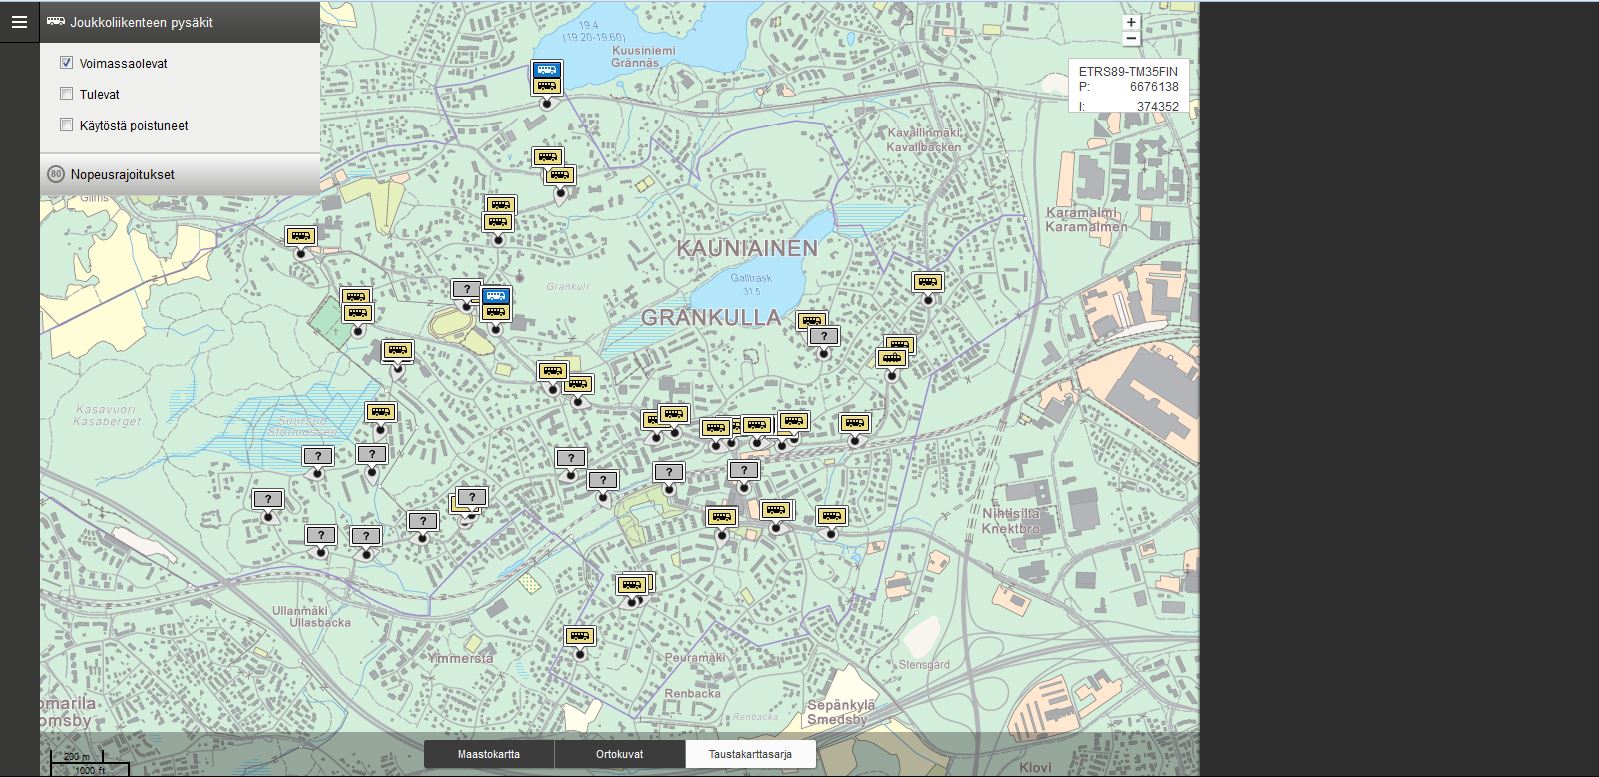 Joukkoliikenteen pysäkit
Voimassaolevat
Tulevat
Käytöstä poistuneet
80 Nopeusrajoitukset
19.4
(19.20-19.60)
Kuusiniemi
Grännäs
+
−
ETRS89-TM35FIN
P: 6676138
I: 374352
Kavallinmäki
Kavallbacken
Glims
Karamalmi
Karamalmen
KAUNIAINEN
Gallträsk
31.5
Grankull
GRANKULLA
?
?
Kasavuori
Kasaberget
Suursuo
Stormossen
?
?
?
?
?
?
?
?
?
?
?
?
Nihtisilta
Knektbro
Ullanmäki
Ullasbacka
Ymmersta
Peuramäki
Stensgård
Renbacka
Renbacka
Sepänkylä
Smedsby
omarila
omsby
200 m
1000 ft
Maastokartta
Ortokuvat
Taustakarttasarja
Klovi